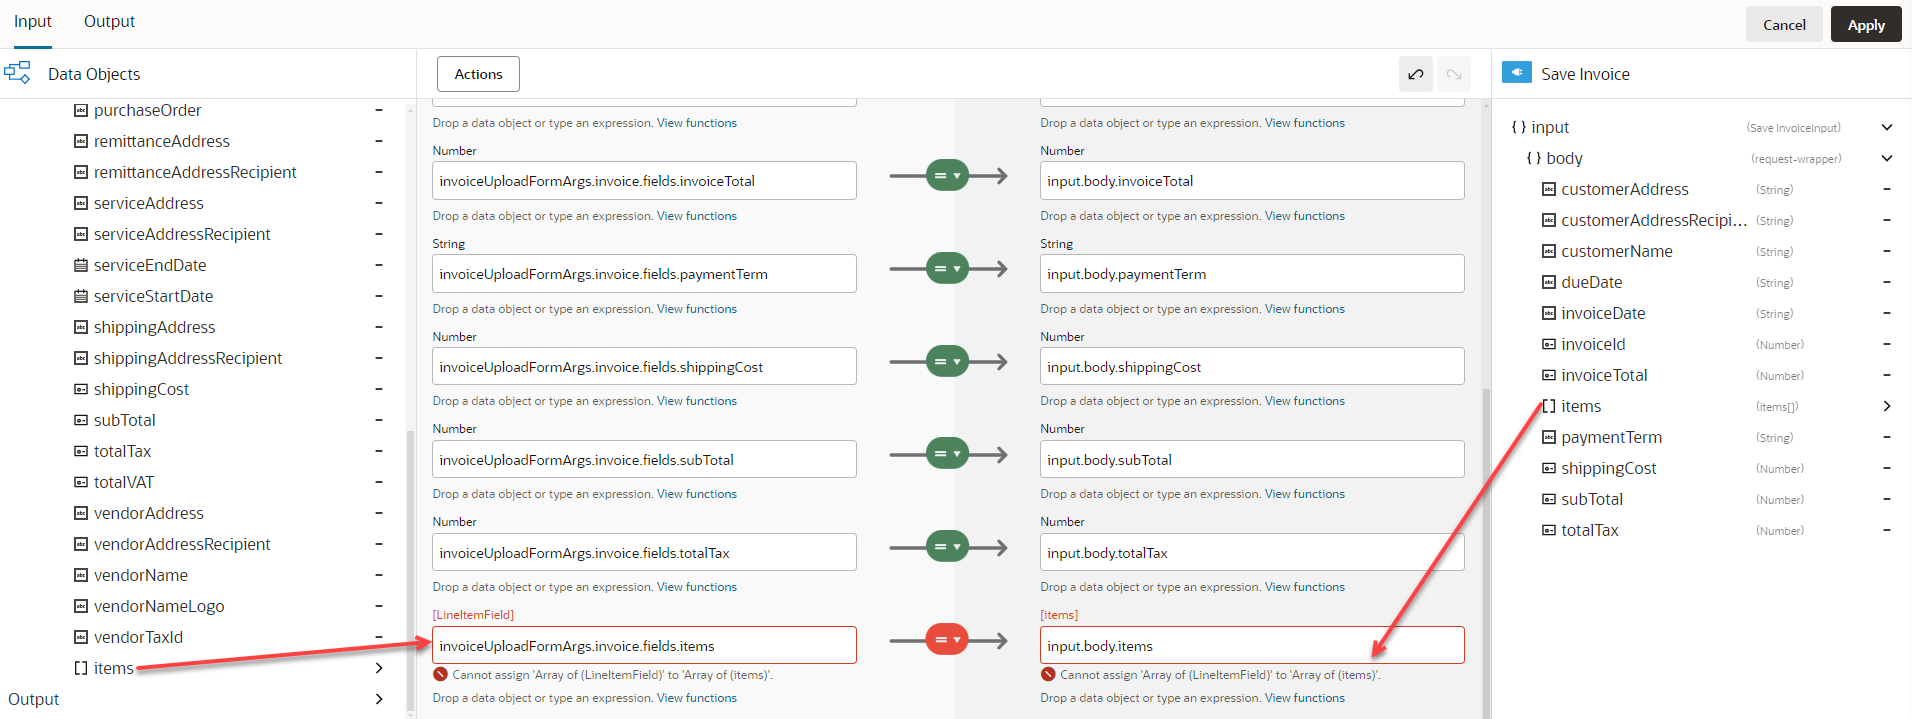 Input Output Cancel Apply
Data Objects Actions Save Invoice
purchaseOrder
remittanceAddress
remittanceAddressRecipient
serviceAddress
serviceAddressRecipient
serviceEndDate
serviceStartDate
shippingAddress
shippingAddressRecipient
shippingCost
subTotal
totalTax
totalVAT
vendorAddress
vendorAddressRecipient
vendorName
vendorNameLogo
vendorTaxId
items
Output
Drop a data object or type an expression. View functions
Drop a data object or type an expression. View functions
Number
Number
invoiceUploadFormArgs.invoice.fields.invoiceTotal
input.body.invoiceTotal
Drop a data object or type an expression. View functions
Drop a data object or type an expression. View functions
String
String
invoiceUploadFormArgs.invoice.fields.paymentTerm
input.body.paymentTerm
Drop a data object or type an expression. View functions
Drop a data object or type an expression. View functions
Number
Number
invoiceUploadFormArgs.invoice.fields.shippingCost
input.body.shippingCost
Drop a data object or type an expression. View functions
Drop a data object or type an expression. View functions
Number
Number
invoiceUploadFormArgs.invoice.fields.subTotal
input.body.subTotal
Drop a data object or type an expression. View functions
Drop a data object or type an expression. View functions
Number
Number
invoiceUploadFormArgs.invoice.fields.totalTax
input.body.totalTax
Drop a data object or type an expression. View functions
Drop a data object or type an expression. View functions
[LineItemField]
[items]
invoiceUploadFormArgs.invoice.fields.items
input.body.items
Cannot assign 'Array of (LineItemField)' to 'Array of (items)'.
Cannot assign 'Array of (LineItemField)' to 'Array of (items)'.
Drop a data object or type an expression. View functions
Drop a data object or type an expression. View functions
{ } input (Save InvoiceInput)
{ } body (request-wrapper)
customerAddress (String)
customerAddressRecipi... (String)
customerName (String)
dueDate (String)
invoiceDate (String)
invoiceId (Number)
invoiceTotal (Number)
items (items[])
paymentTerm (String)
shippingCost (Number)
subTotal (Number)
totalTax (Number)